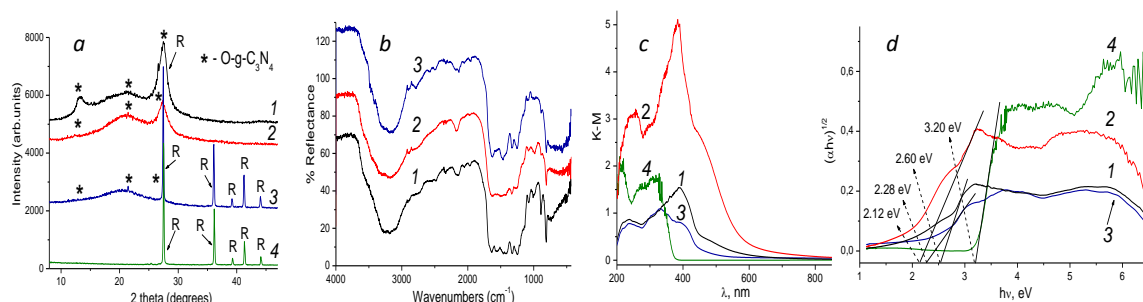 a
Intensity (arb.units)
8000
6000
4000
2000
0
10 20 30 40
2 theta (degrees)
* R
* - O-g-C3N4
* * * 1
* * 2
R R R R R
* * * 3
R R R R R
4
b
% Reflectance
120
100
80
60
40
20
0
4000 3000 2000 1000
Wavenumbers (cm-1)
3
2
1
c
K-M
5
4
3
2
1
0
200 300 400 500 600 700 800
λ, nm
2
4
1
3
d
(αhν)1/2
0,6
0,4
0,2
0,0
1 2 3 4 5 6
hν, eV
4
3.20 eV
2
2.60 eV
2.28 eV
1
2.12 eV
3